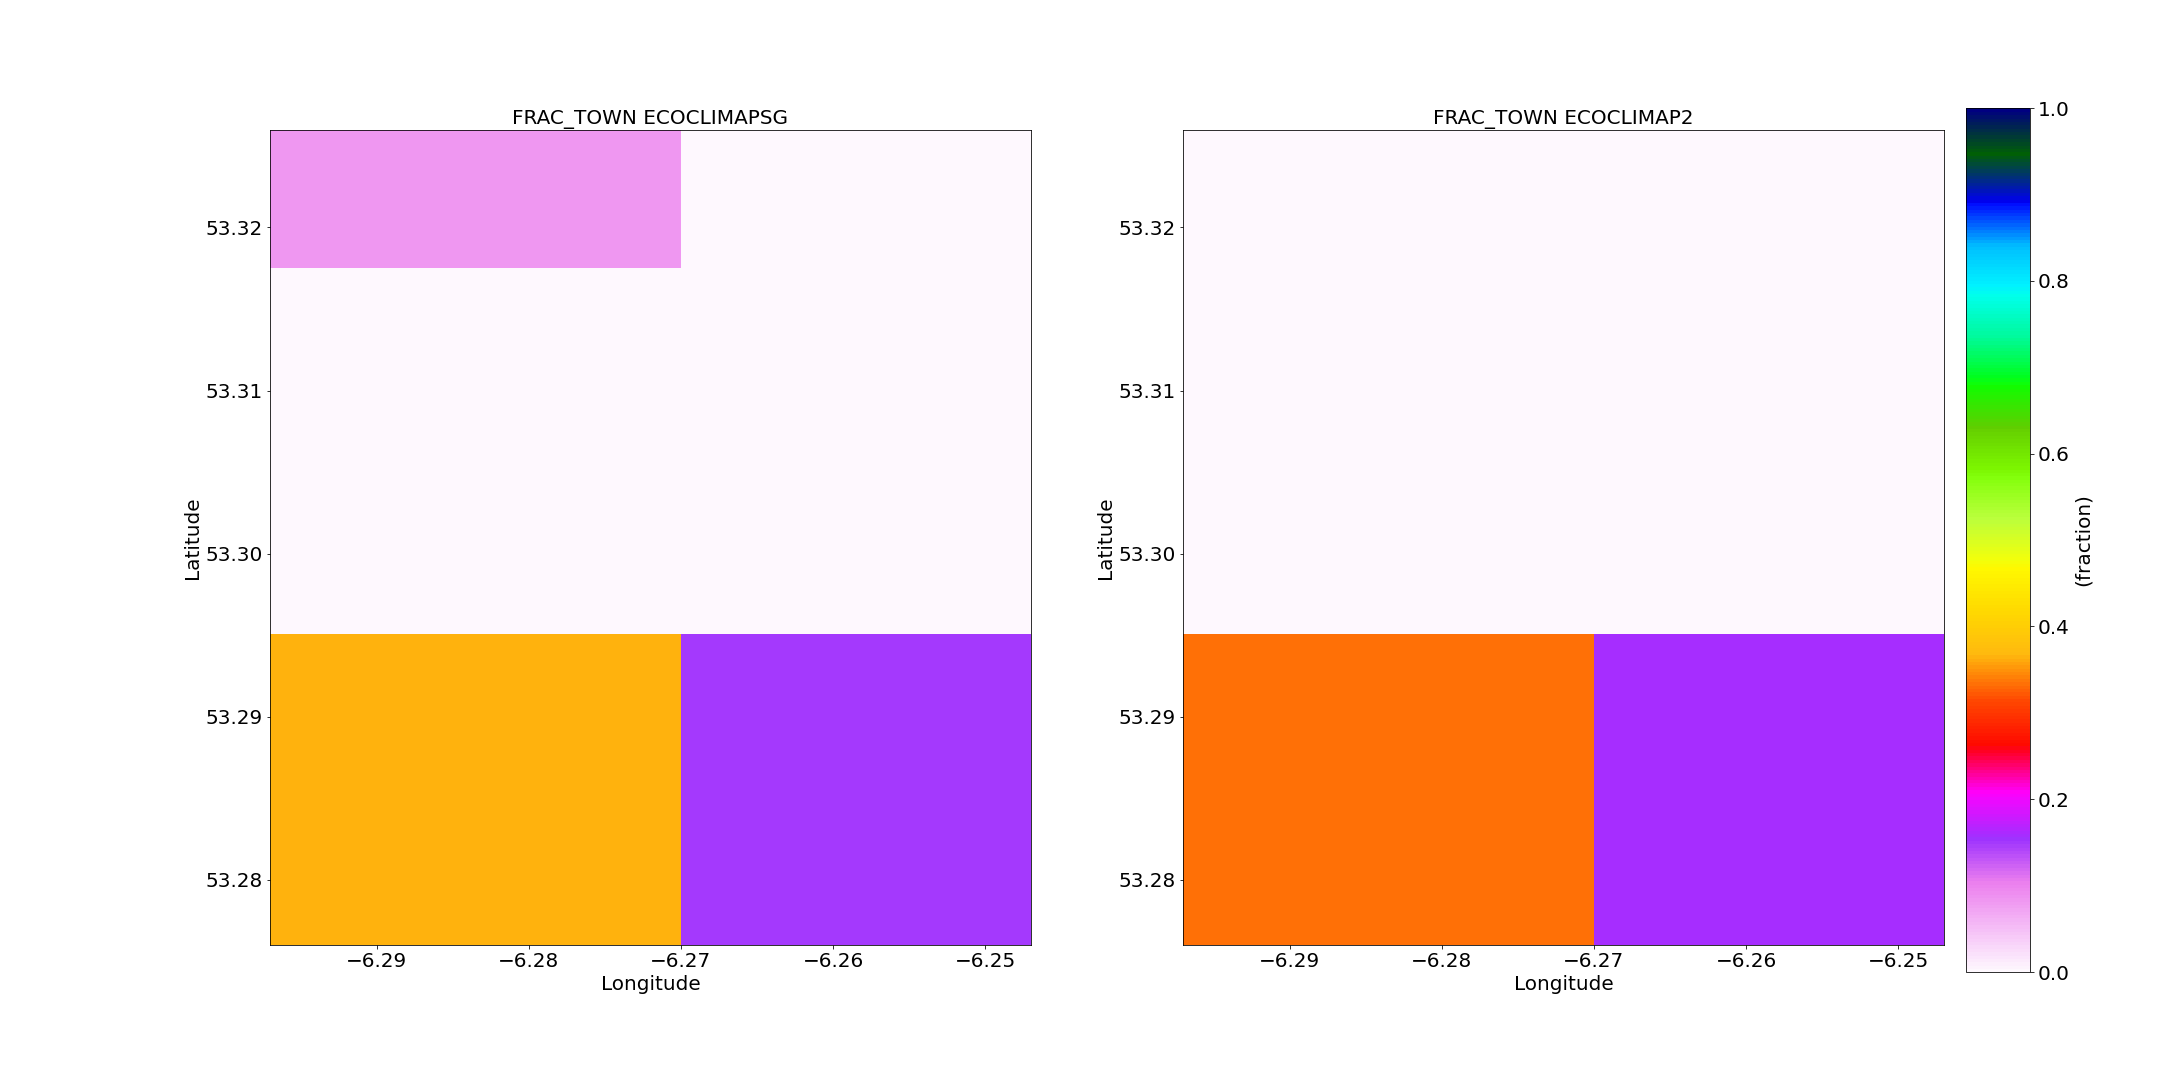 FRAC_TOWN ECOCLIMAPSG
53.32
53.31
53.30
53.29
53.28
Latitude
−6.29 −6.28 −6.27 −6.26 −6.25
Longitude
FRAC_TOWN ECOCLIMAP2
53.32
53.31
53.30
53.29
53.28
Latitude
−6.29 −6.28 −6.27 −6.26 −6.25
Longitude
1.0
0.8
0.6
0.4
0.2
0.0
(fraction)